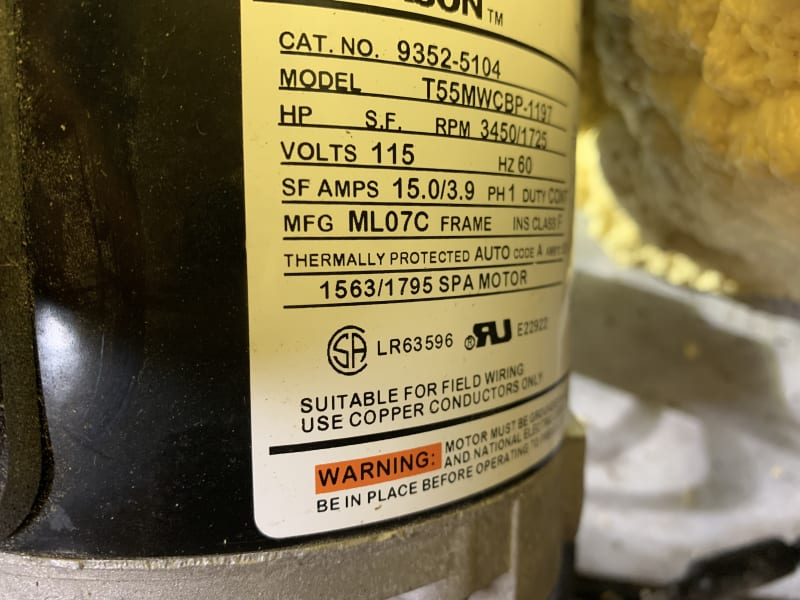 CAT. NO. 9352-5104
MODEL T55MWCBP-1197
HP S.F. RPM 3450/1725
VOLTS 115 HZ 60
SF AMPS 15.0/3.9 PH 1 DUTY CONT
MFG ML07C FRAME INS CLASS F
THERMALLY PROTECTED AUTO CODE A
1563/1795 SPA MOTOR
CSA LR63596 ® E22922
SUITABLE FOR FIELD WIRING
USE COPPER CONDUCTORS ONLY
WARNING: MOTOR MUST BE
AND NATIONAL
BE IN PLACE BEFORE OPERATING TO